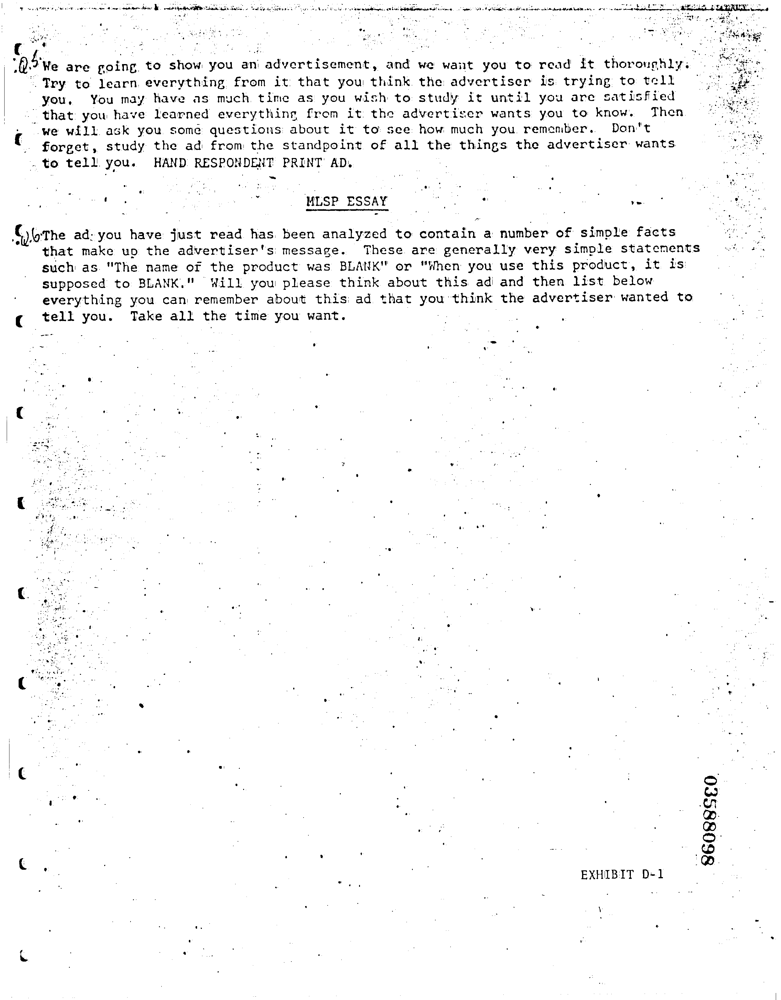 Q.5 We are going to show you an advertisement, and we want you to read it thoroughly.
Try to learn everything from it that you think the advertiser is trying to tell
you. You may have as much time as you wish to study it until you are satisfied
that you have learned everything from it the advertiser wants you to know. Then
we will ask you some questions about it to see how much you remember. Don't
forget, study the ad from the standpoint of all the things the advertiser wants
to tell you. HAND RESPONDENT PRINT AD.
MLSP ESSAY
The ad you have just read has been analyzed to contain a number of simple facts
that make up the advertiser's message. These are generally very simple statements
such as "The name of the product was BLANK" or "When you use this product, it is
supposed to BLANK." Will you please think about this ad and then list below
everything you can remember about this ad that you think the advertiser wanted to
tell you. Take all the time you want.
03588098
EXHIBIT D-1